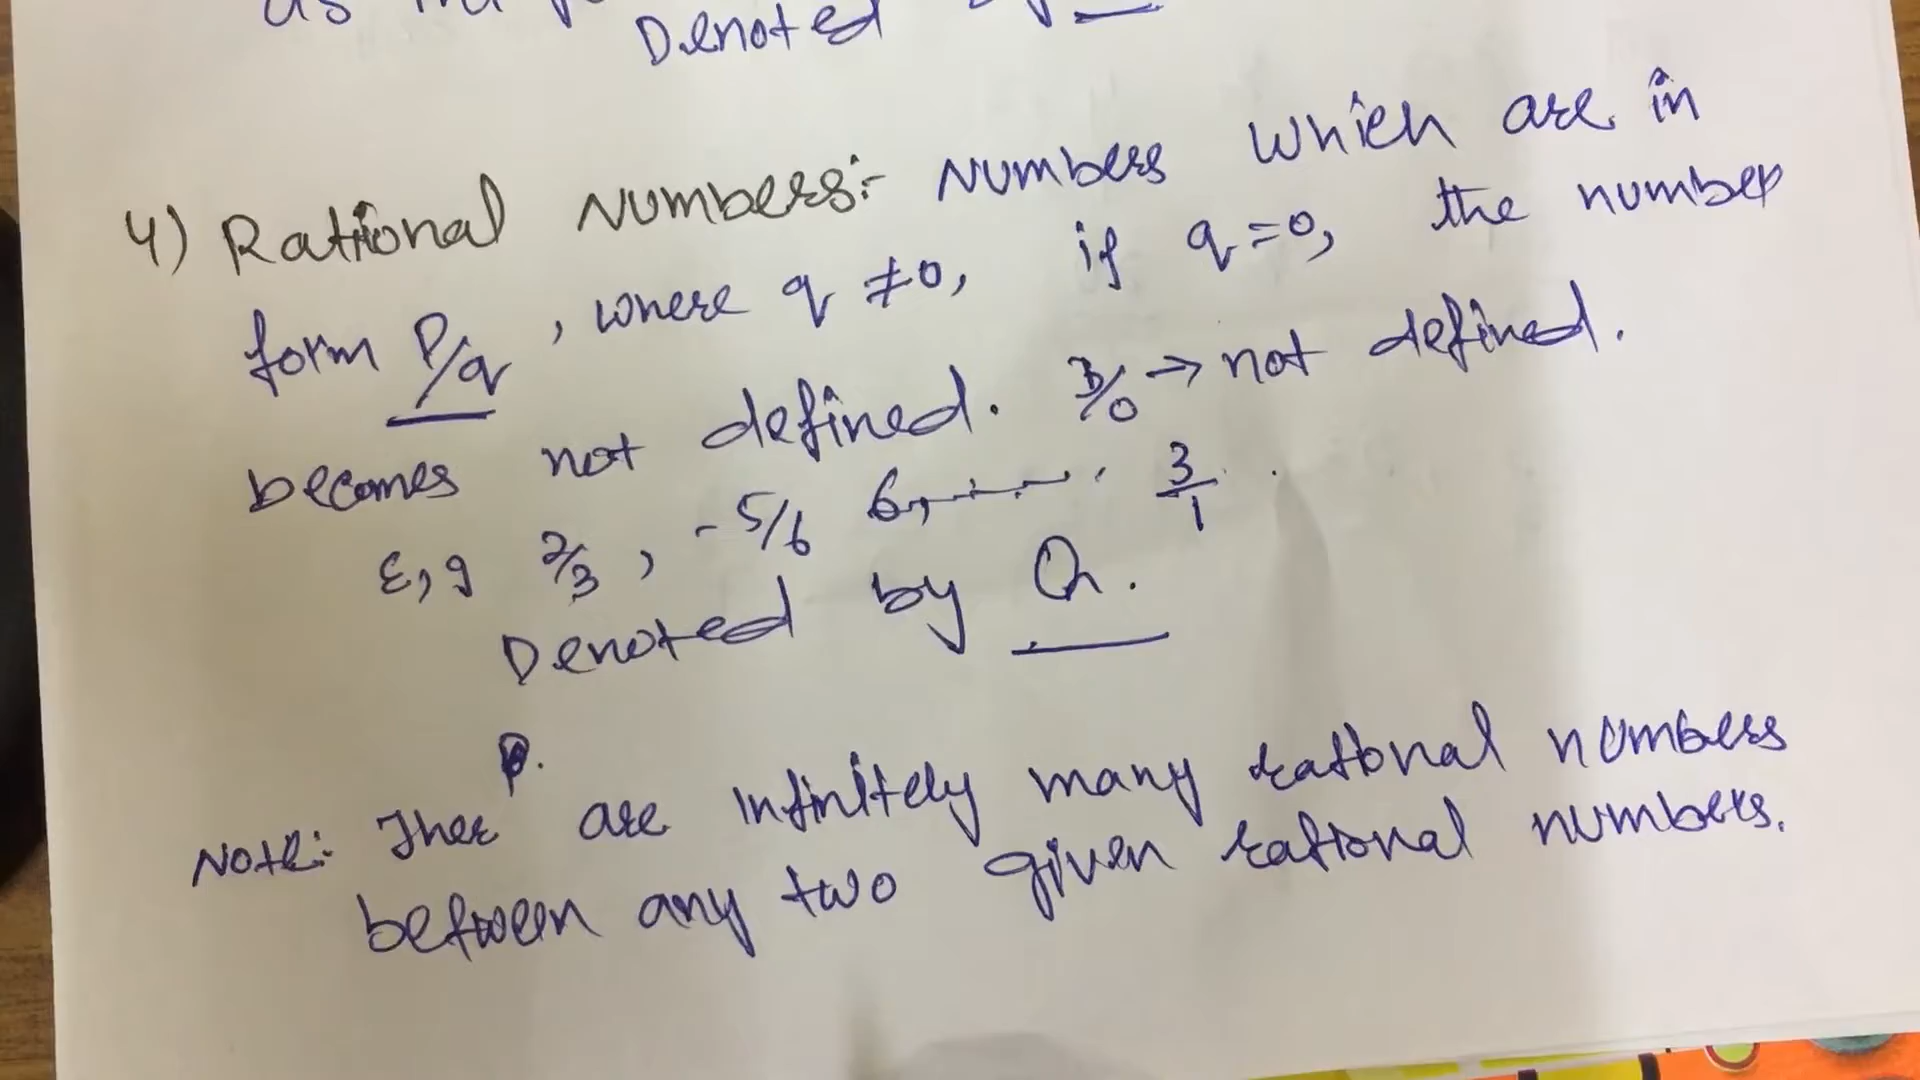 as
Denoted
4) Rational Numbers:- Numbers which are in
form P/q, where q ≠ 0, if q = 0, the number
becomes not defined. 3/0 → not defined.
E,g 2/3, -5/6 6, 3/1
Denoted by Q.
P.
Note: Ther are infinitely many rational numbers
between any two given rational numbers.